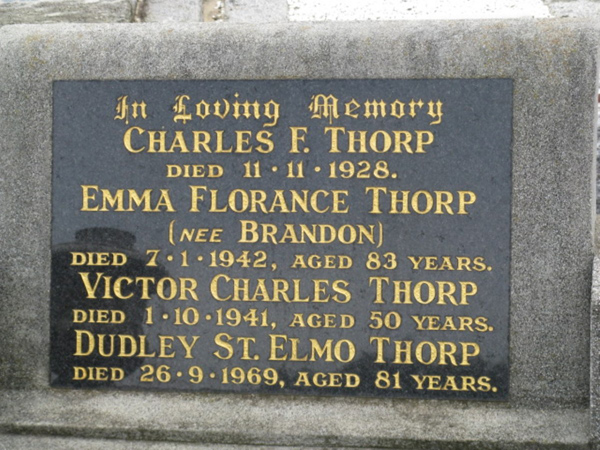 In Loving Memory
CHARLES F. THORP
DIED 11·11·1928.
EMMA FLORANCE THORP
(NEE BRANDON)
DIED 7·1·1942, AGED 83 YEARS.
VICTOR CHARLES THORP
DIED 1·10·1941, AGED 50 YEARS.
DUDLEY ST. ELMO THORP
DIED 26·9·1969, AGED 81 YEARS.